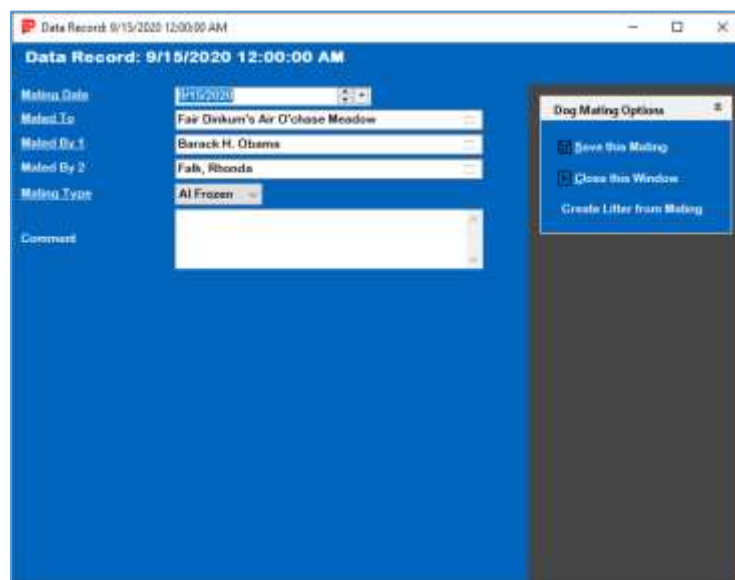 Data Record: 9/15/2020 12:00:00 AM
Data Record: 9/15/2020 12:00:00 AM
Mating Date 9/15/2020
Mated To Fair Dinkum's Air O'chase Meadow
Mated By 1 Barack H. Obama
Mated By 2 Falk, Rhonda
Mating Type AI Frozen
Comment
Dog Mating Options
Save this Mating
Close this Window
Create Litter from Mating